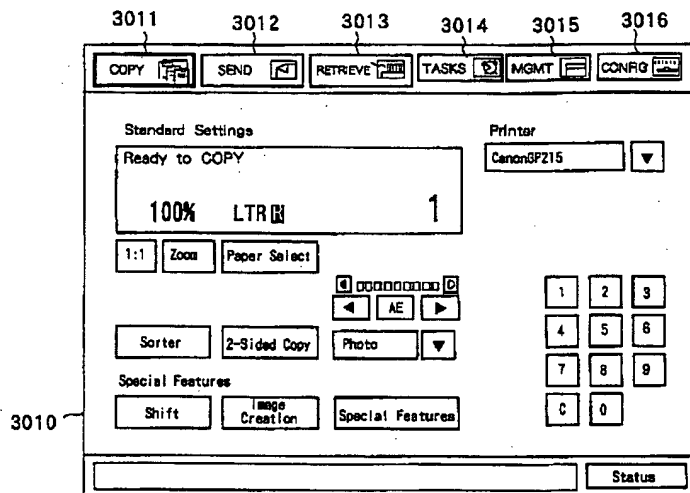 3011 3012 3013 3014 3015 3016
COPY SEND RETRIEVE TASKS MGMT CONFIG
Standard Settings Printer
Ready to COPY CanonGP215 ▼
100% LTR R 1
1:1 Zoom Paper Select
◀ AE ▶ 1 2 3
Sorter 2-Sided Copy Photo ▼ 4 5 6
Special Features 7 8 9
3010 Shift Image Creation Special Features C 0
Status